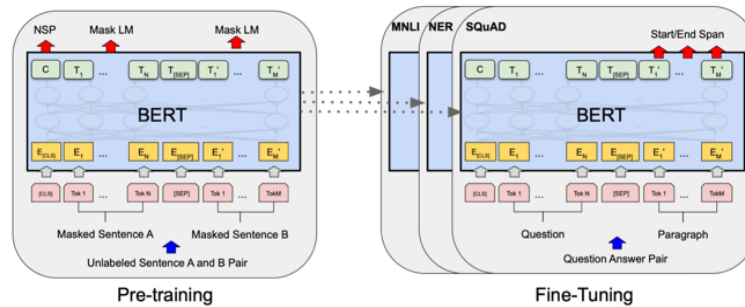 NSP Mask LM Mask LM
C T1 ... TN T[SEP] T1' ... TM'
BERT
E[CLS] E1 ... EN E[SEP] E1' ... EM'
[CLS] Tok 1 ... Tok N [SEP] Tok 1 ... TokM
Masked Sentence A Masked Sentence B
Unlabeled Sentence A and B Pair
Pre-training
MNLI NER SQuAD Start/End Span
C T1 ... TN T[SEP] T1' ... TM'
BERT
E[CLS] E1 ... EN E[SEP] E1' ... EM'
[CLS] Tok 1 ... Tok N [SEP] Tok 1 ... TokM
Question Paragraph
Question Answer Pair
Fine-Tuning